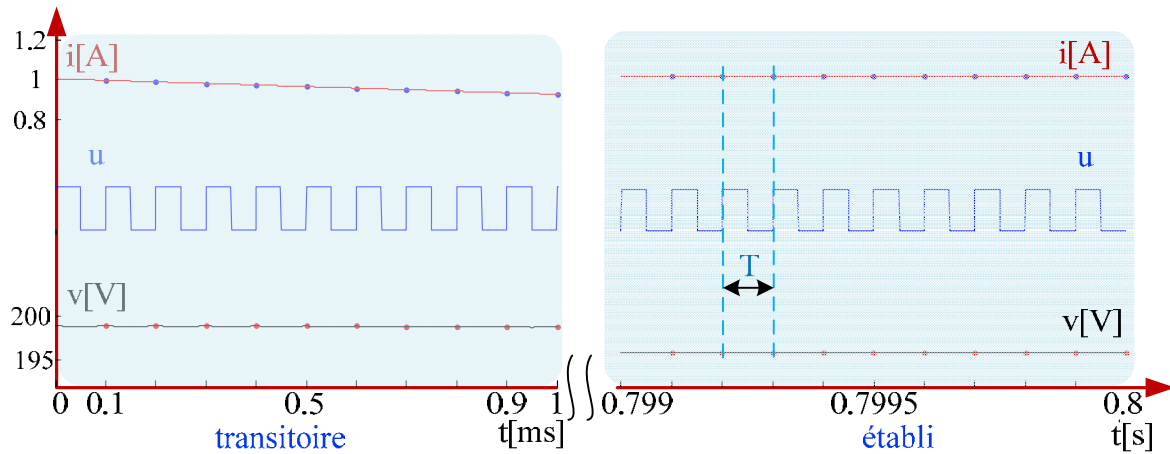 1.2
i[A]
1
0.8
u
v[V]
200
195
0 0.1 0.5 0.9 1
t[ms]
transitoire
i[A]
u
T
v[V]
0.799 0.7995 0.8
t[s]
établi